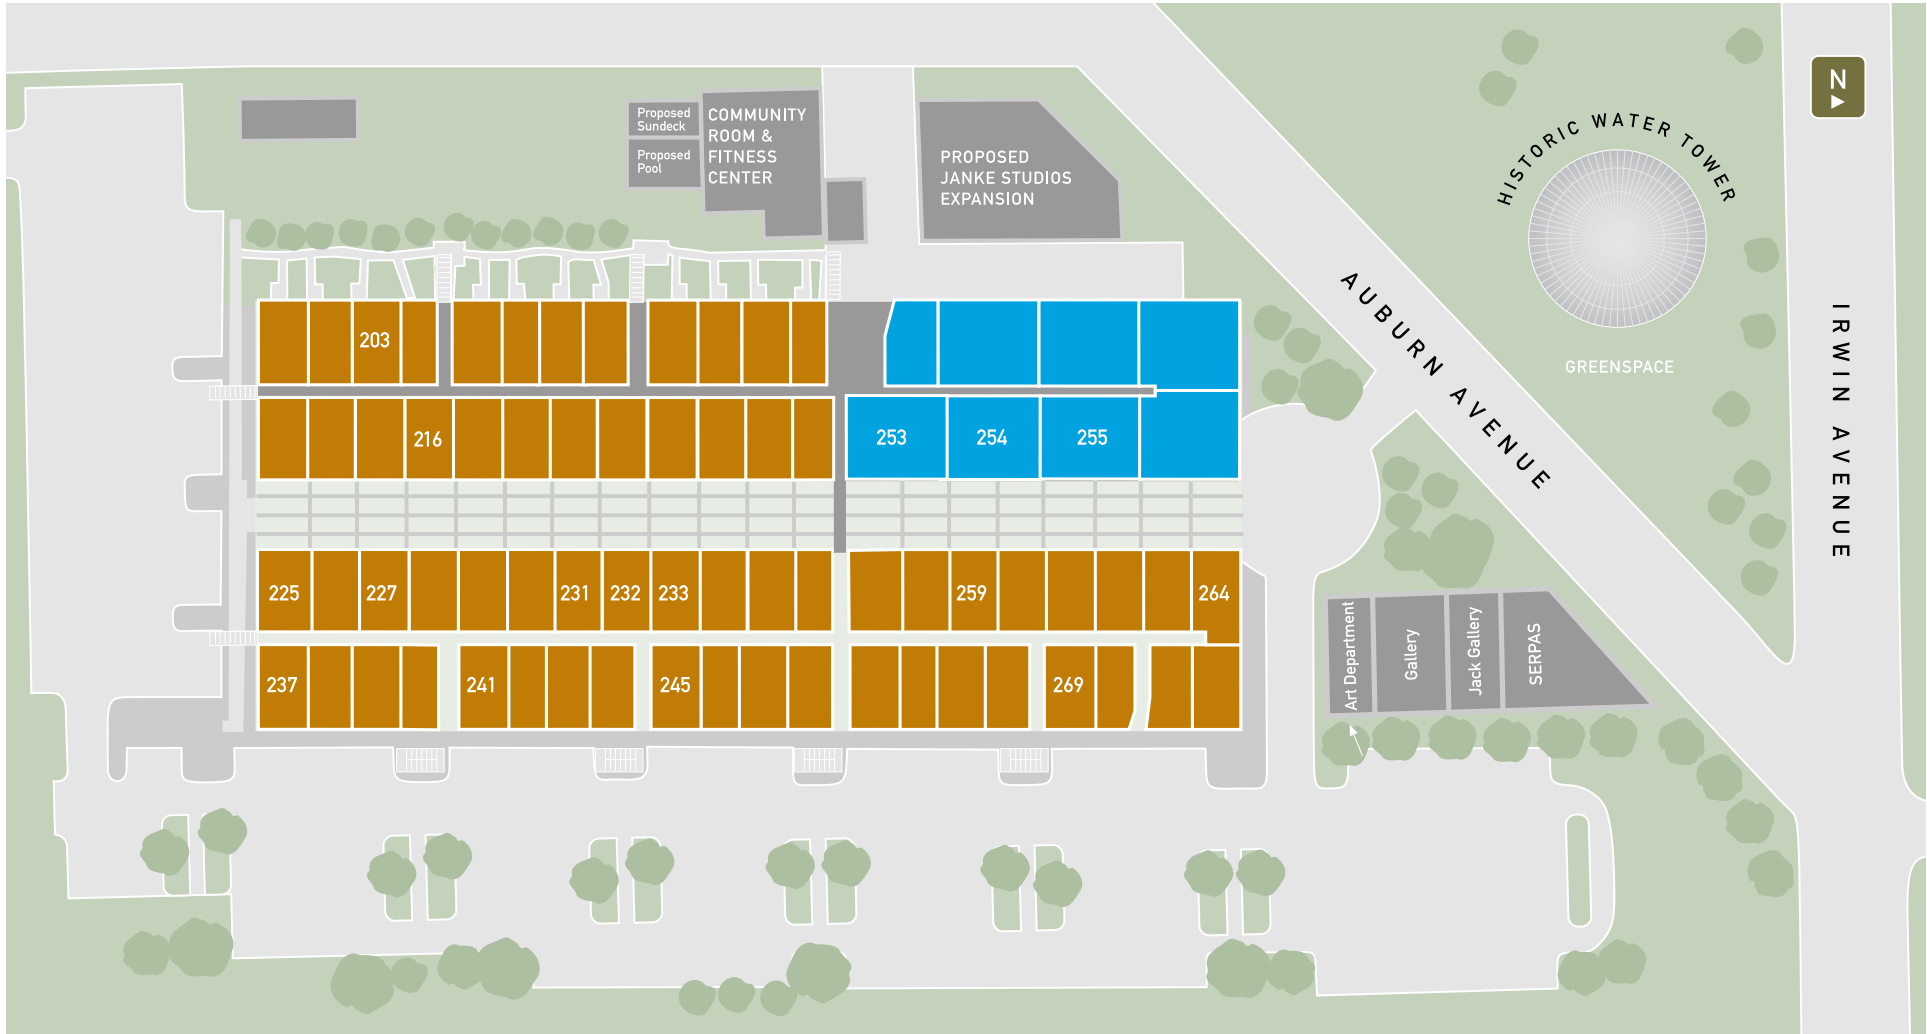 N
HISTORIC WATER TOWER
Proposed
Sundeck
Proposed
Pool
COMMUNITY
ROOM &
FITNESS
CENTER
PROPOSED
JANKE STUDIOS
EXPANSION
AUBURN AVENUE
IRWIN AVENUE
GREENSPACE
203
216
253
254
255
225
227
231
232
233
259
264
237
241
245
269
Art Department
Gallery
Jack Gallery
SERPAS